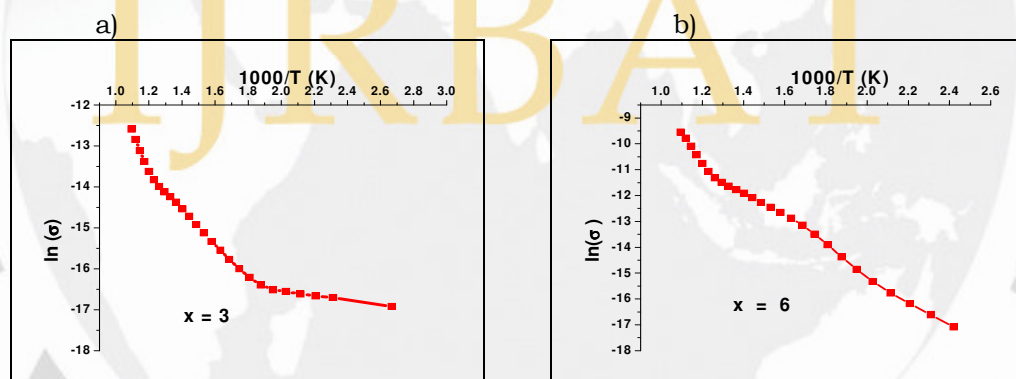 IJRBAT
a)
1000/T (K)
1.0 1.2 1.4 1.6 1.8 2.0 2.2 2.4 2.6 2.8 3.0
-12
-13
-14
-15
-16
-17
-18
ln (σ)
x = 3
b)
1000/T (K)
1.0 1.2 1.4 1.6 1.8 2.0 2.2 2.4 2.6
-9
-10
-11
-12
-13
-14
-15
-16
-17
-18
ln(σ )
x = 6